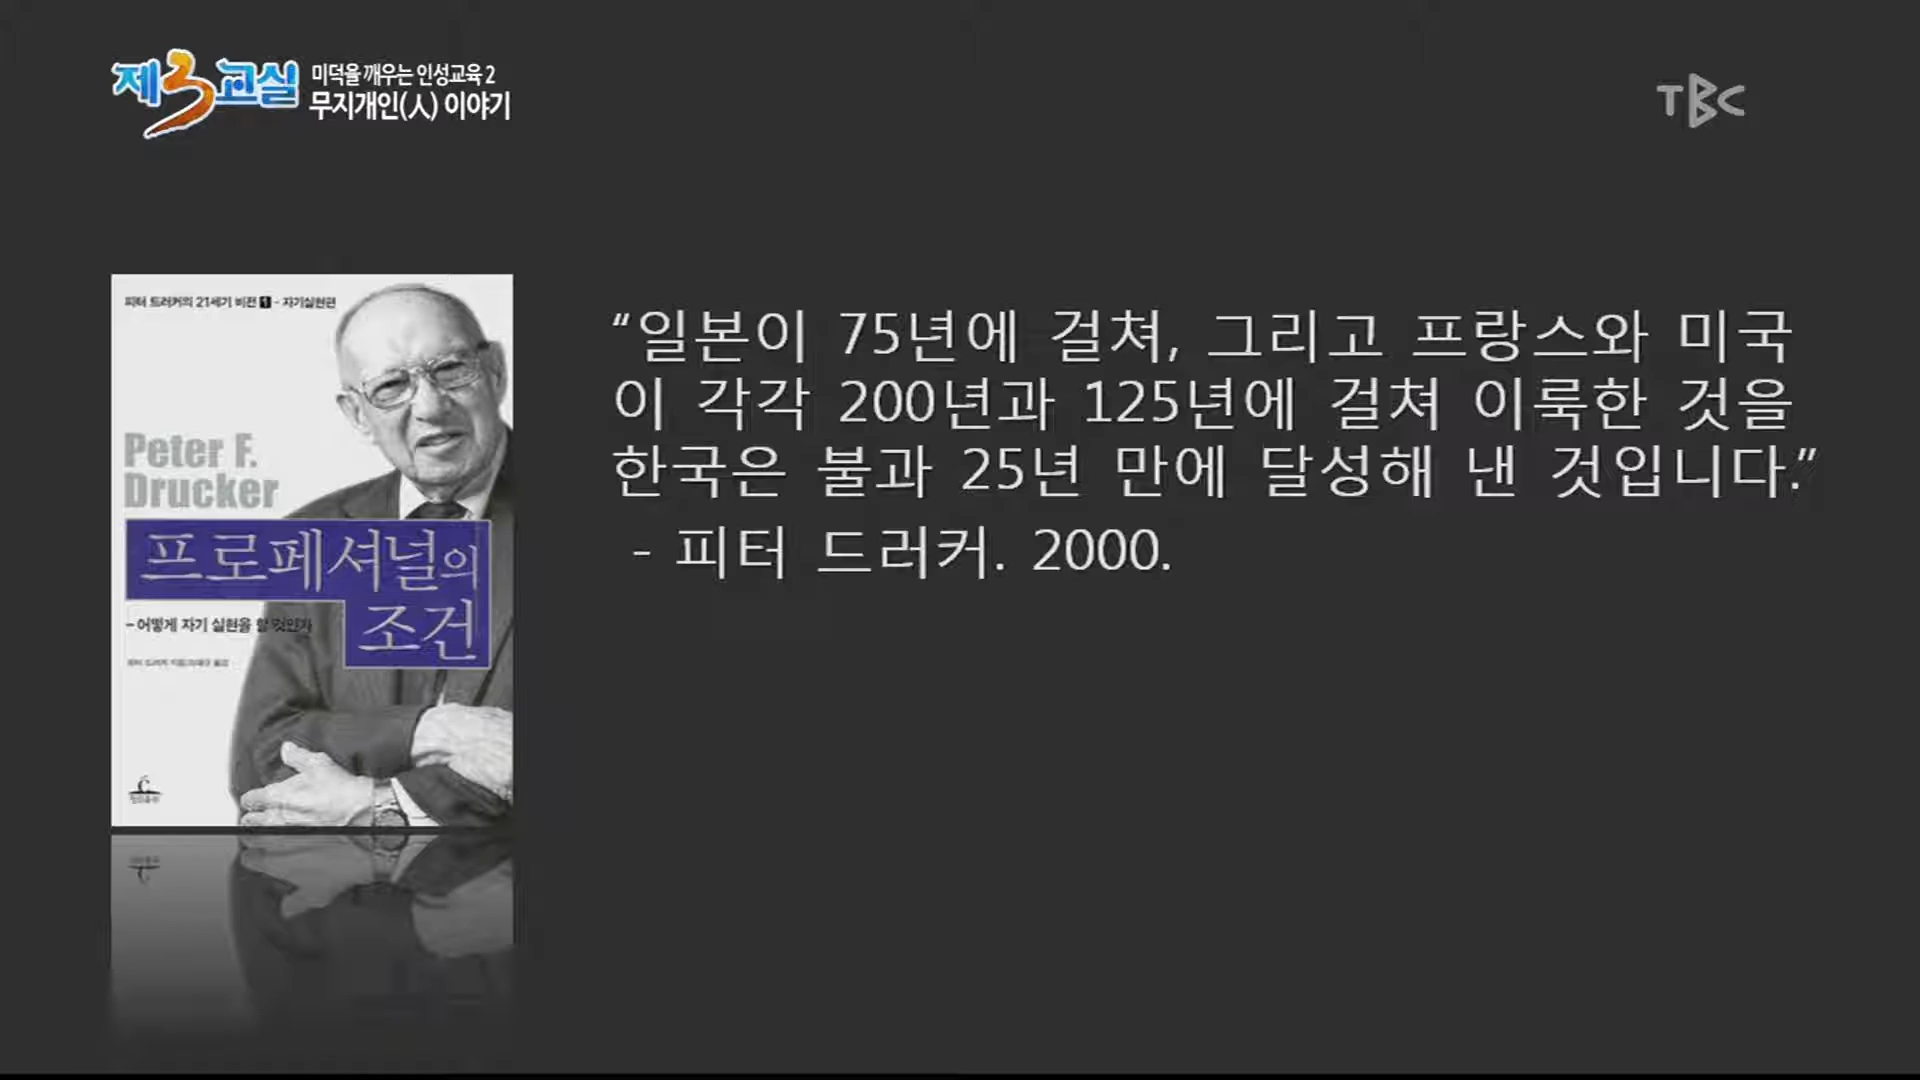 제3교실
미덕을 깨우는 인성교육 2
무지개인(人) 이야기
TBC
피터 드러커의 21세기 비전 1 - 자기실현편
Peter F.
Drucker
프로페셔널의
조건
- 어떻게 자기 실현을 할 것인가
“일본이 75년에 걸쳐, 그리고 프랑스와 미국
이 각각 200년과 125년에 걸쳐 이룩한 것을
한국은 불과 25년 만에 달성해 낸 것입니다.”
- 피터 드러커. 2000.